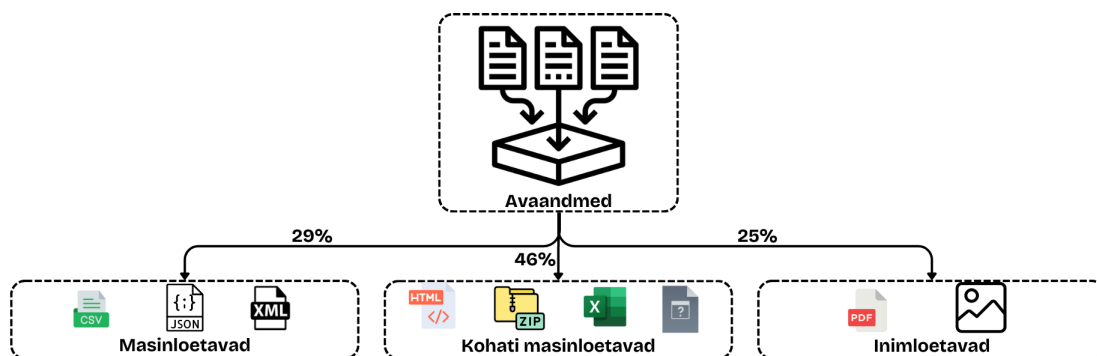 Avaandmed
29%
46%
25%
CSV
{:}
JSON
XML
HTML
</>
ZIP
X
?
PDF
Masinloetavad
Kohati masinloetavad
Inimloetavad